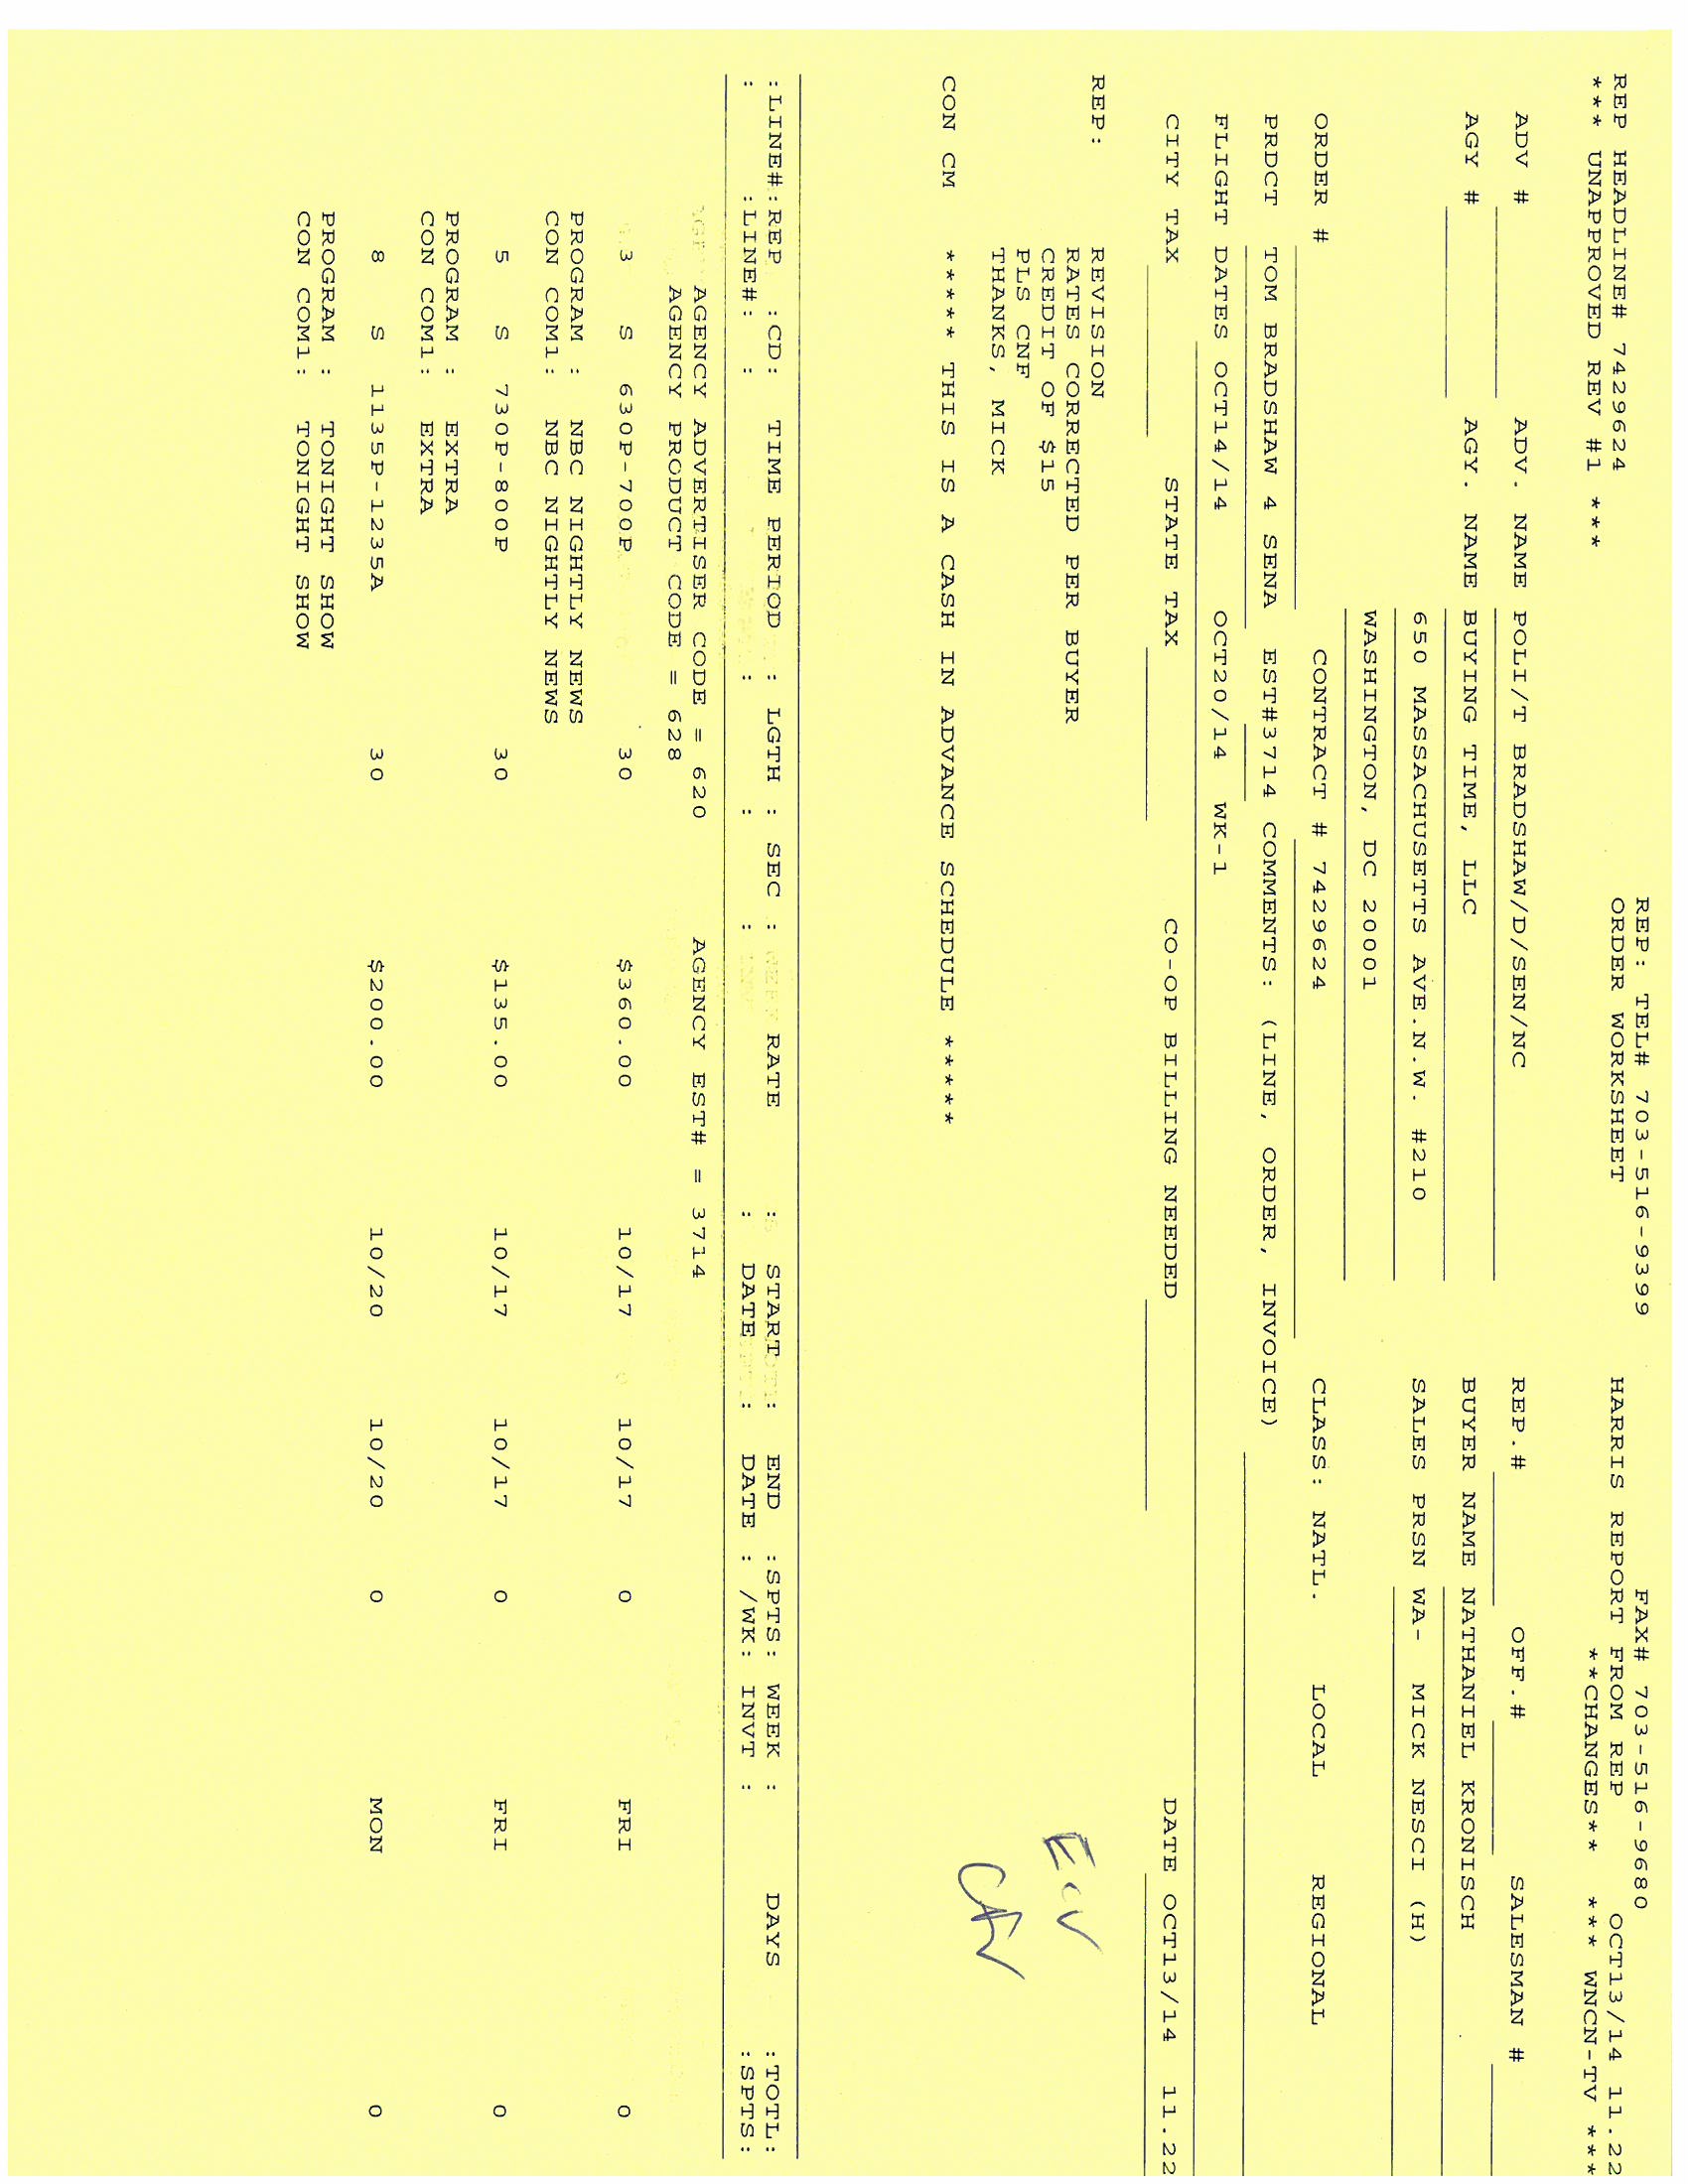 REP: TEL# 703-516-9399 FAX# 703-516-9680
REP HEADLINE# 7429624 ORDER WORKSHEET HARRIS REPORT FROM REP OCT13/14 11.22
*** UNAPPROVED REV #1 *** **CHANGES** *** WNCN-TV ***
ADV # ADV. NAME POLI/T BRADSHAW/D/SEN/NC REP.# OFF.# SALESMAN #
AGY # AGY. NAME BUYING TIME, LLC BUYER NAME NATHANIEL KRONISCH
650 MASSACHUSETTS AVE.N.W. #210 SALES PRSN WA- MICK NESCI (H)
WASHINGTON, DC 20001
ORDER # CONTRACT # 7429624 CLASS: NATL. LOCAL REGIONAL
PRDCT TOM BRADSHAW 4 SENA EST#3714 COMMENTS: (LINE, ORDER, INVOICE)
FLIGHT DATES OCT14/14 OCT20/14 WK-1
CITY TAX STATE TAX CO-OP BILLING NEEDED DATE OCT13/14 11.22
REP: REVISION
RATES CORRECTED PER BUYER
CREDIT OF $15
PLS CNF
THANKS, MICK
CON CM ***** THIS IS A CASH IN ADVANCE SCHEDULE *****
:LINE#:REP :CD: TIME PERIOD : LGTH : SEC : RATE : START : END :SPTS: WEEK : DAYS :TOTL:
: :LINE#: : : : : : DATE : DATE : /WK: INVT : :SPTS:
AGENCY ADVERTISER CODE = 620 AGENCY EST# = 3714
AGENCY PRODUCT CODE = 628
3 S 630P-700P 30 $360.00 10/17 10/17 0 FRI 0
PROGRAM : NBC NIGHTLY NEWS
CON COM1: NBC NIGHTLY NEWS
5 S 730P-800P 30 $135.00 10/17 10/17 0 FRI 0
PROGRAM : EXTRA
CON COM1: EXTRA
8 S 1135P-1235A 30 $200.00 10/20 10/20 0 MON 0
PROGRAM : TONIGHT SHOW
CON COM1: TONIGHT SHOW